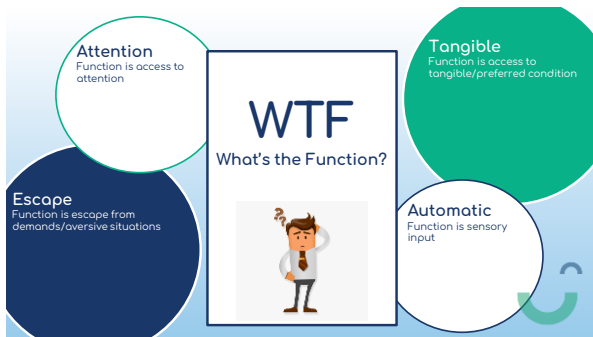 Attention
Function is access to
attention
Tangible
Function is access to
tangible/preferred condition
WTF
What's the Function?
Escape
Function is escape from
demands/aversive situations
Automatic
Function is sensory
input
??